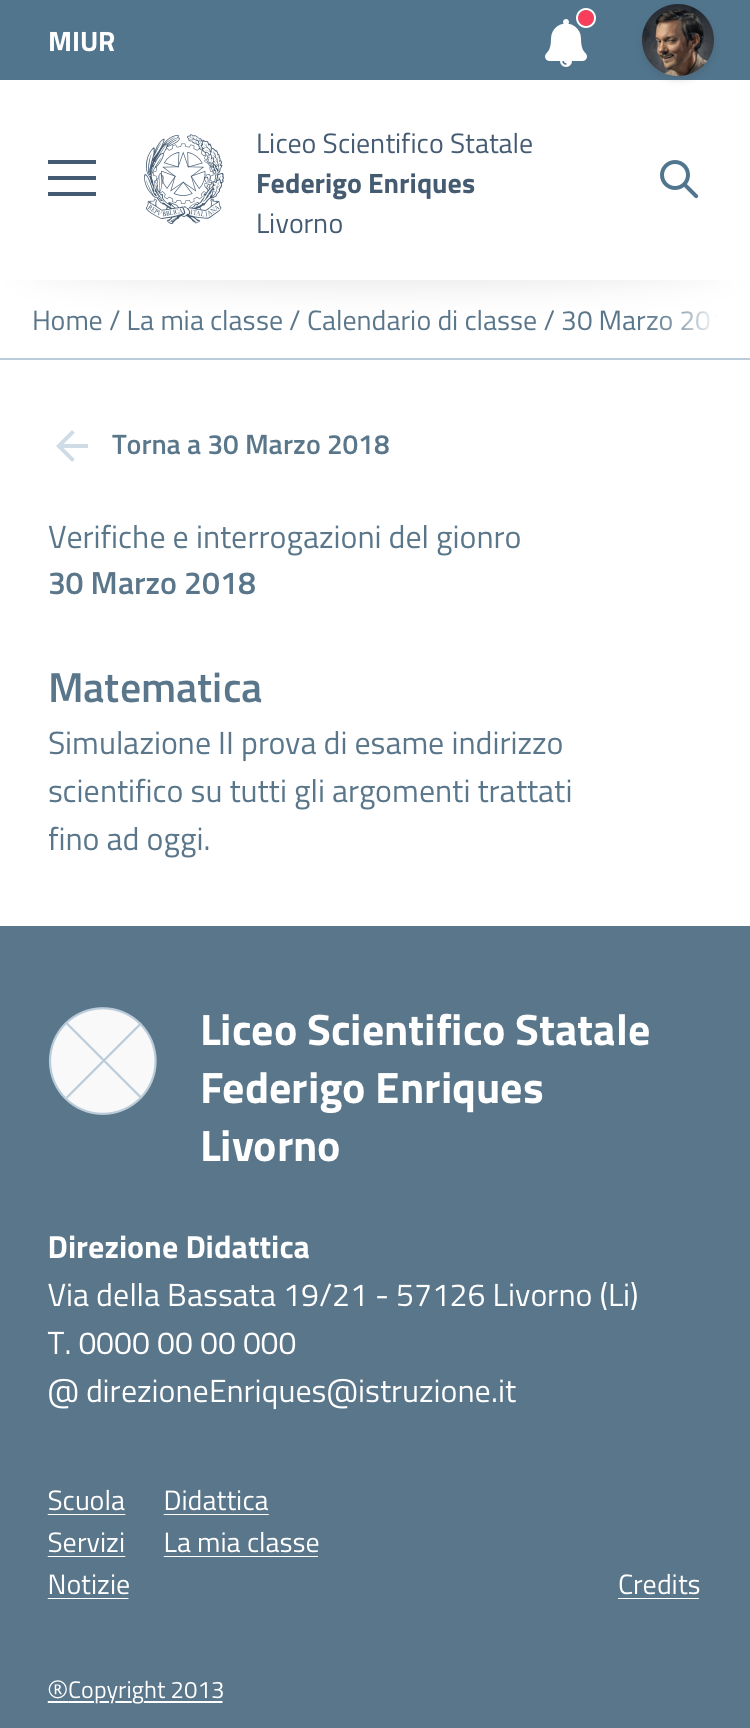 MIUR
Liceo Scientifico Statale
Federigo Enriques
Livorno
REPVBBLICA ITALIANA
Home / La mia classe / Calendario di classe / 30 Marzo 20
Torna a 30 Marzo 2018
Verifiche e interrogazioni del gionro
30 Marzo 2018
Matematica
Simulazione II prova di esame indirizzo
scientifico su tutti gli argomenti trattati
fino ad oggi.
Liceo Scientifico Statale
Federigo Enriques
Livorno
Direzione Didattica
Via della Bassata 19/21 - 57126 Livorno (Li)
T. 0000 00 00 000
@ direzioneEnriques@istruzione.it
Scuola Didattica
Servizi La mia classe
Notizie Credits
®Copyright 2013